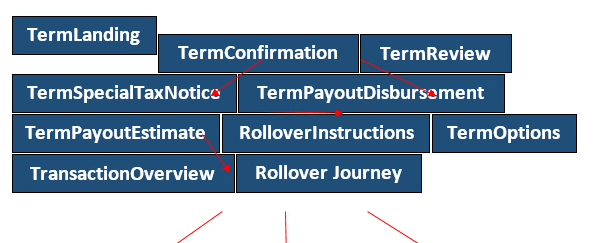 TermLanding
TermConfirmation TermReview
TermSpecialTaxNotice TermPayoutDisbursement
TermPayoutEstimate RolloverInstructions TermOptions
TransactionOverview Rollover Journey